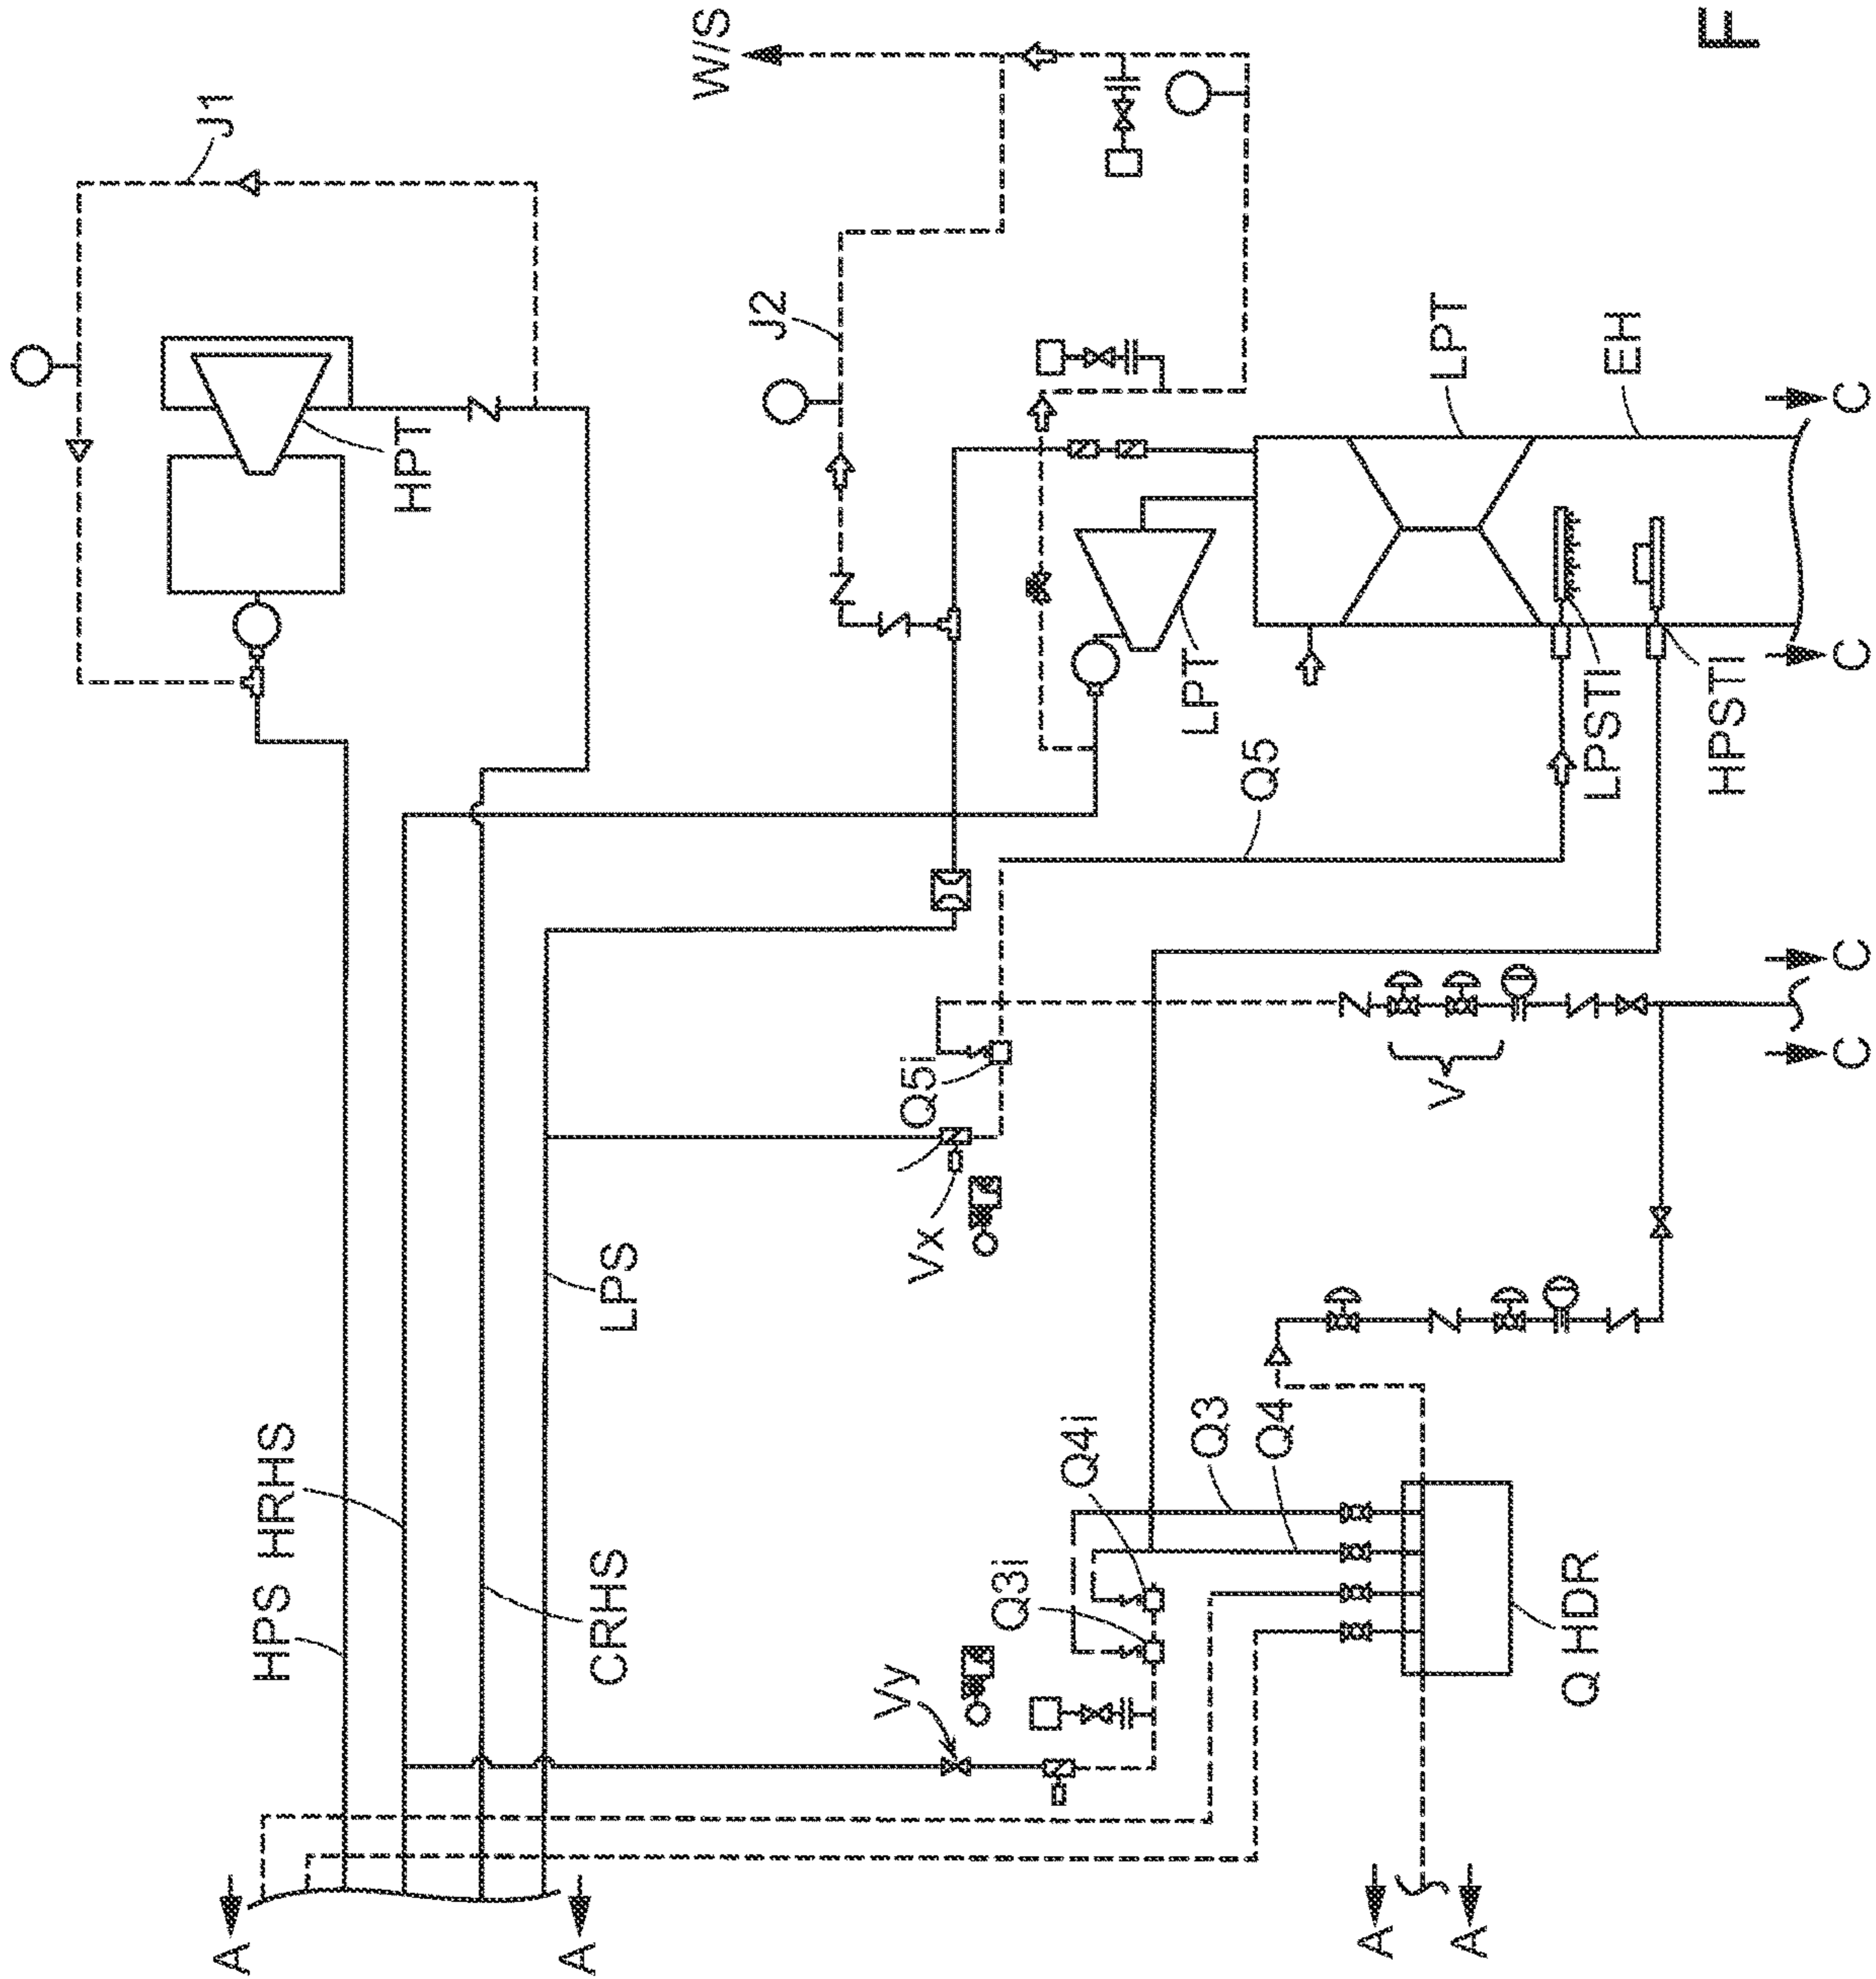 J1
HPT
W/S
J2
LPT
EH
LPT
Q5
LPSTI
HPSTI
C
C
C
C
Q5i
V
Vx
LPS
HPS
HRHS
CRHS
Q4i
Q3
Q4
Q3i
Vy
Q HDR
A
A
A
A
F